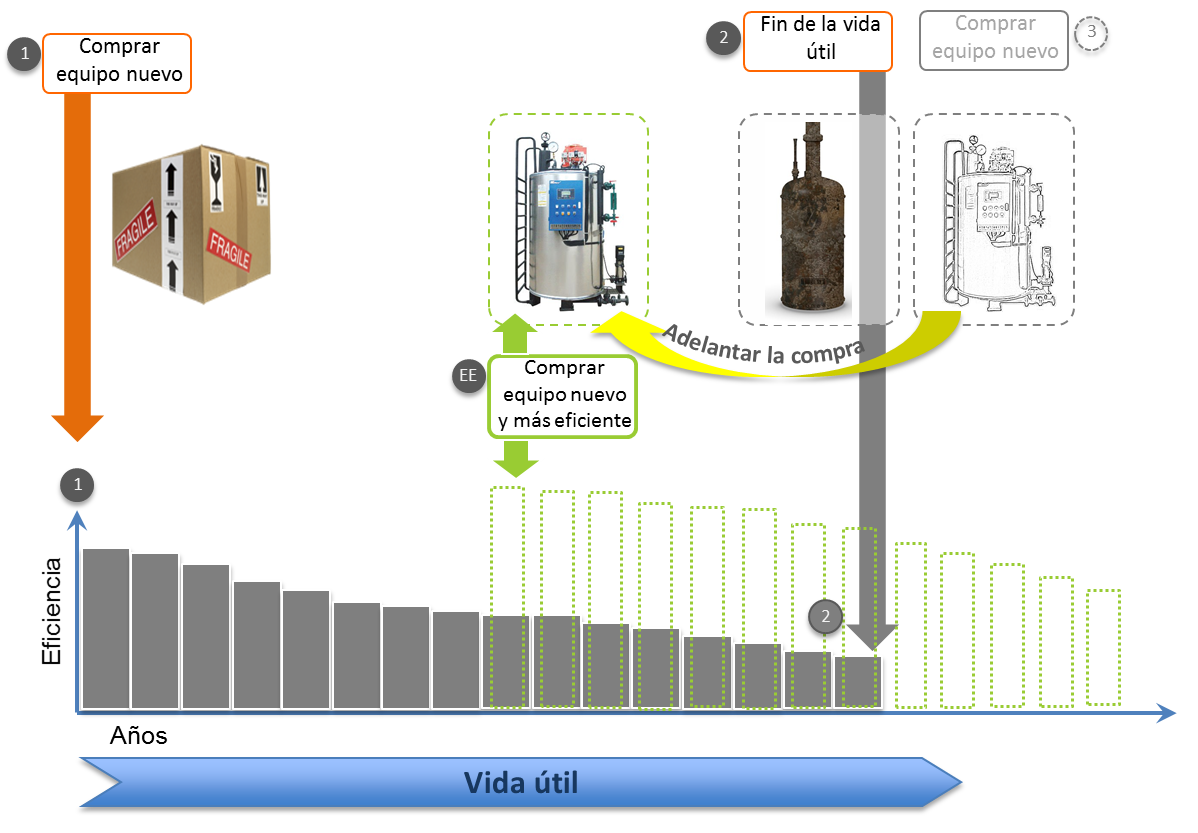 1
Comprar
equipo nuevo
2
Fin de la vida
útil
Comprar
equipo nuevo
3
FRAGILE
FRAGILE
Adelantar la compra
EE
Comprar
equipo nuevo
y más eficiente
1
Eficiencia
2
Años
Vida útil